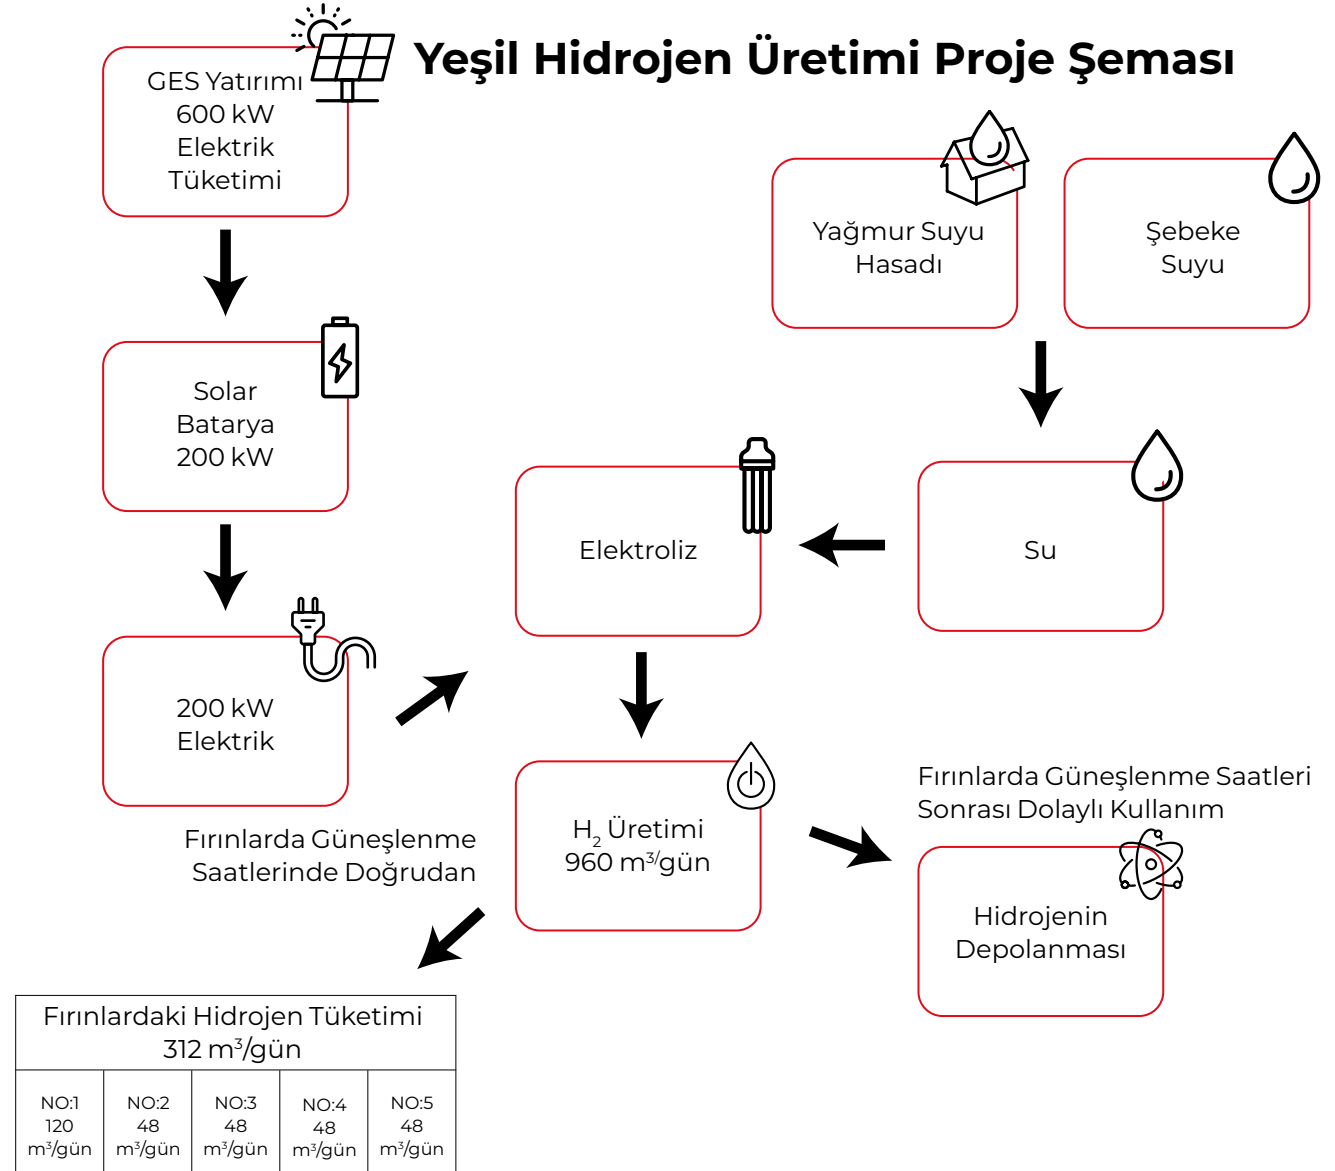 Yeşil Hidrojen Üretimi Proje Şeması
GES Yatırımı
600 kW
Elektrik
Tüketimi
Yağmur Suyu
Hasadı
Şebeke
Suyu
Solar
Batarya
200 kW
Elektroliz
Su
200 kW
Elektrik
H₂ Üretimi
960 m³/gün
Fırınlarda Güneşlenme Saatleri
Sonrası Dolaylı Kullanım
Fırınlarda Güneşlenme
Saatlerinde Doğrudan
Hidrojenin
Depolanması
Fırınlardaki Hidrojen Tüketimi
312 m³/gün
NO:1
120
m³/gün
NO:2
48
m³/gün
NO:3
48
m³/gün
NO:4
48
m³/gün
NO:5
48
m³/gün